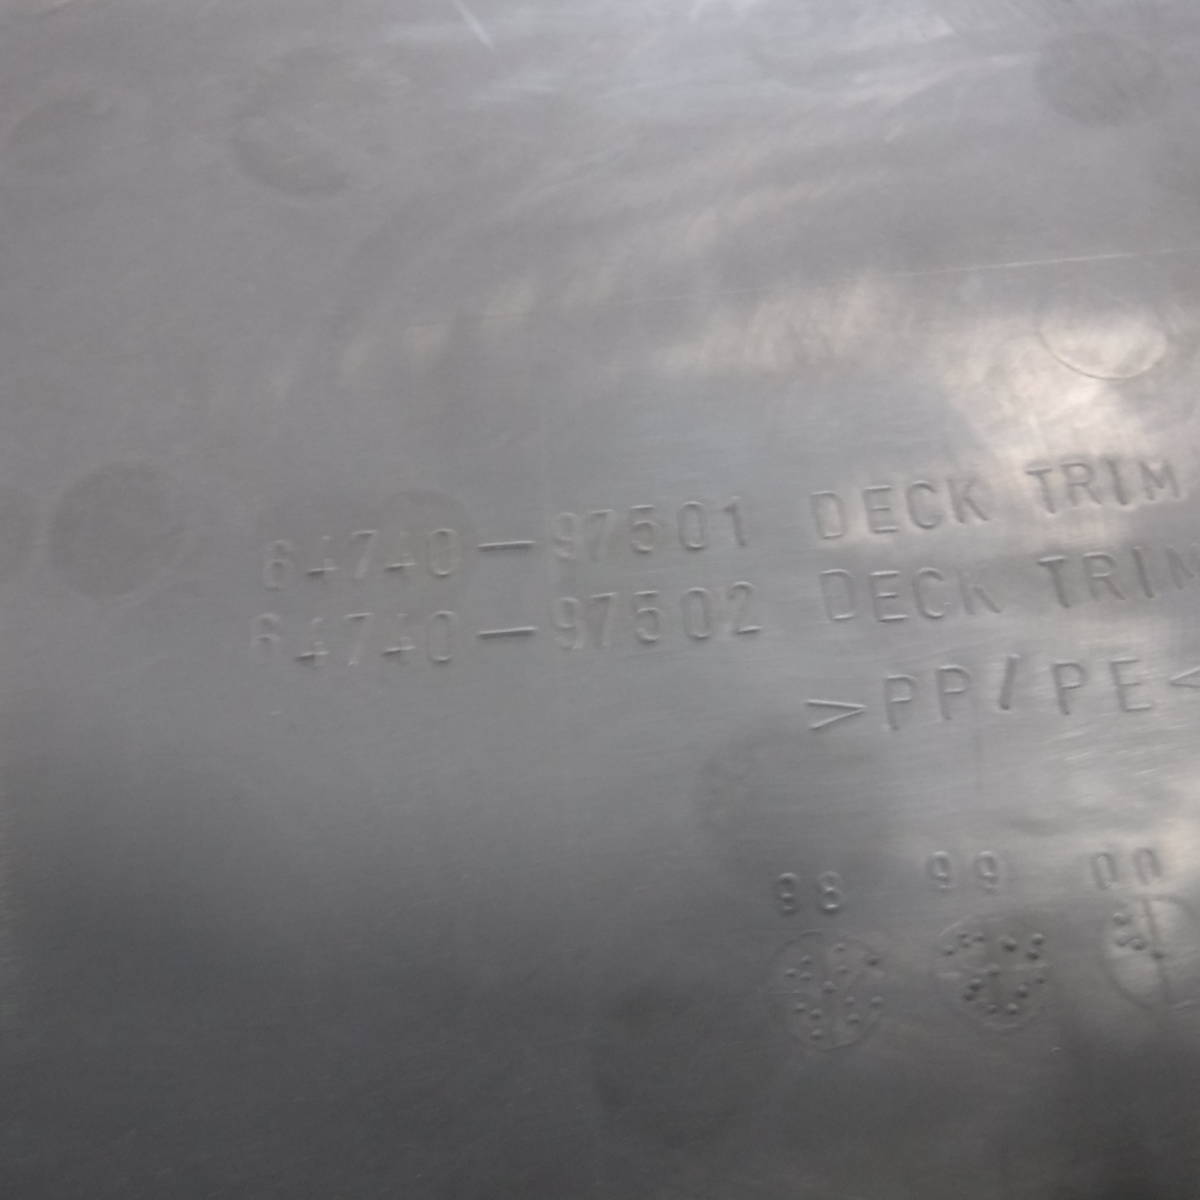 64740-97501 DECK TRIM
64740-97502 DECK TRIM
>PP/PE<
98 99 00